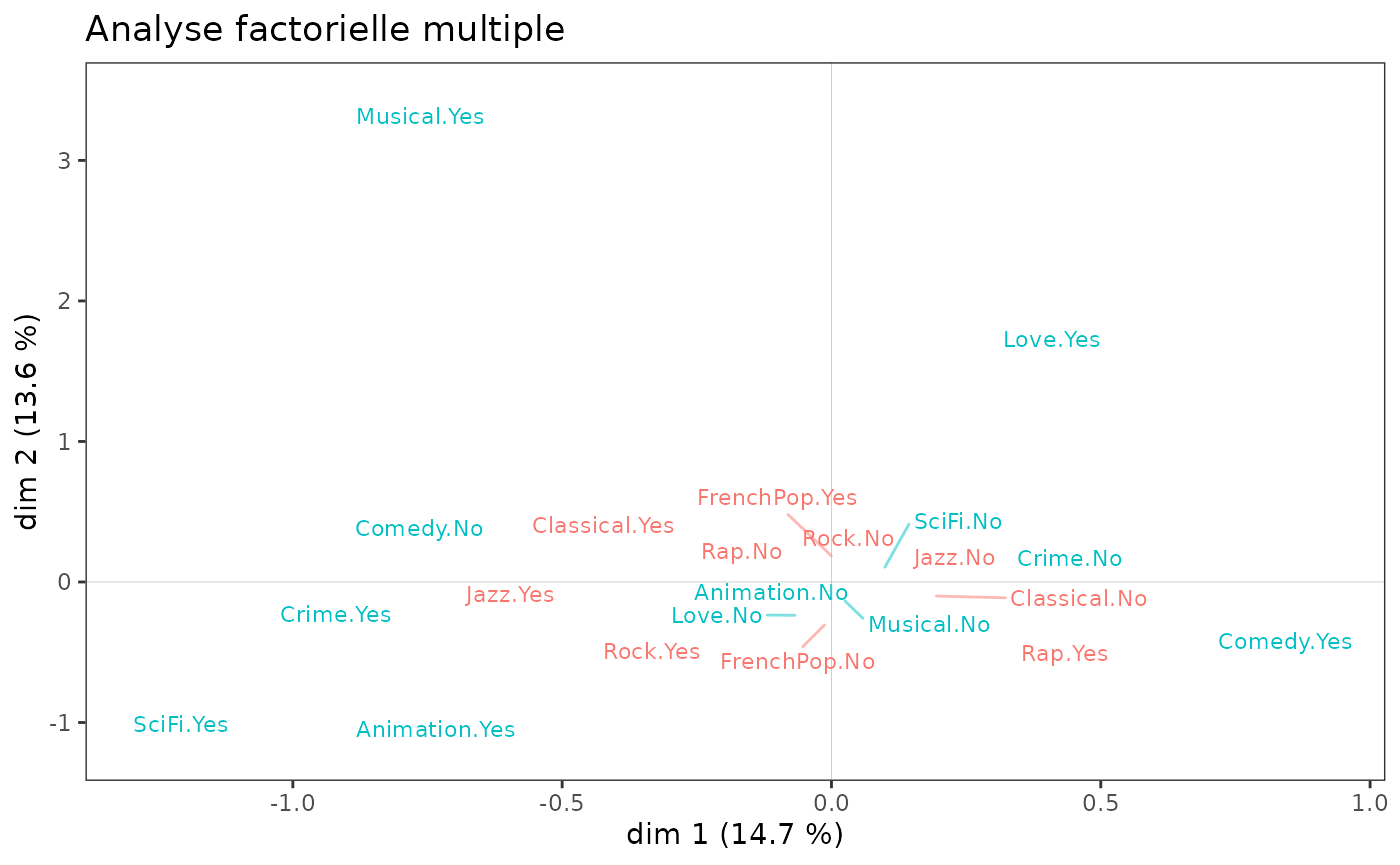 Analyse factorielle multiple
Musical.Yes
3
Love.Yes
2
1
FrenchPop.Yes
SciFi.No
Comedy.No
Classical.Yes
Rock.No
Rap.No
Jazz.No
Crime.No
0
Animation.No
Jazz.Yes
Classical.No
Crime.Yes
Love.No
Musical.No
Comedy.Yes
Rock.Yes
Rap.Yes
FrenchPop.No
-1
SciFi.Yes
Animation.Yes
-1.0
-0.5
0.0
0.5
1.0
dim 1 (14.7 %)
dim 2 (13.6 %)